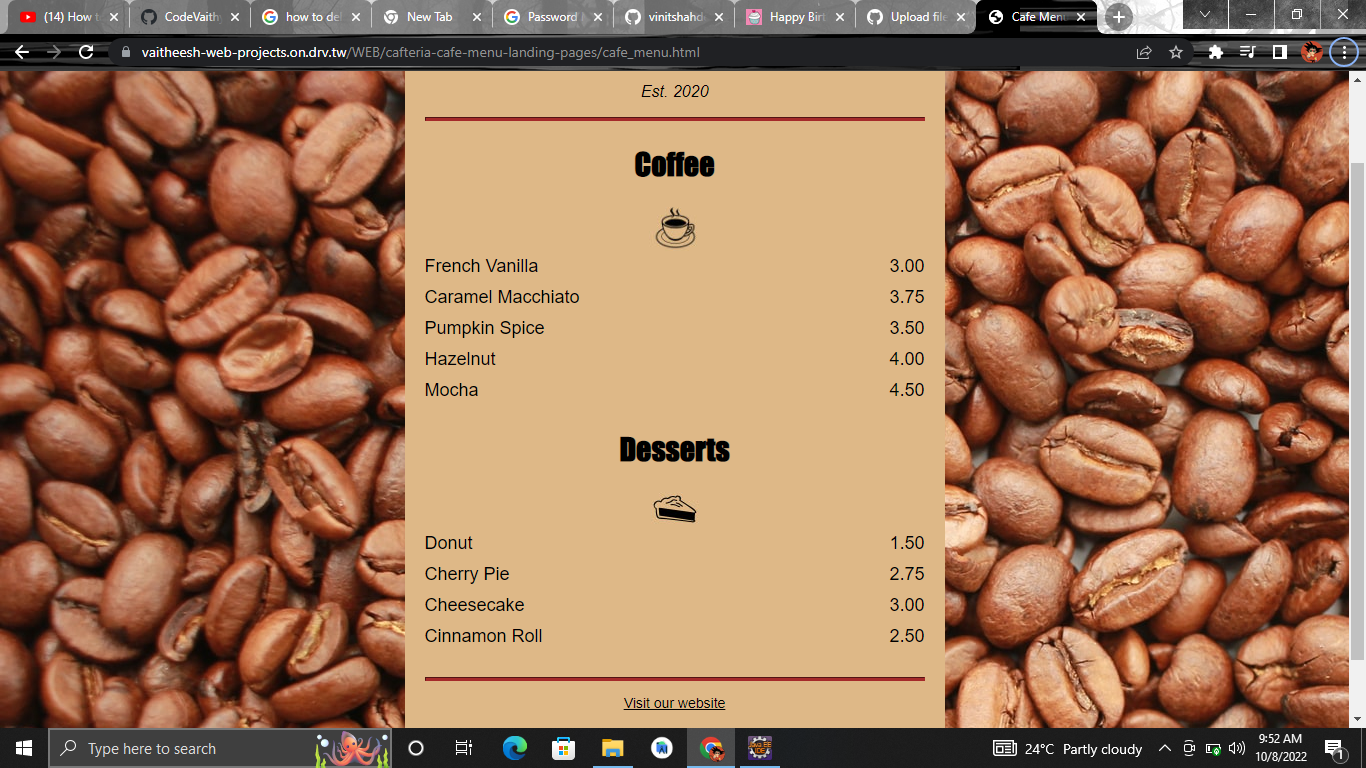 (14) How t
CodeVaith
how to del
New Tab
Password
vinitshahde
Happy Birt
Upload file
Cafe Menu
vaitheesh-web-projects.on.drv.tw/WEB/cafteria-cafe-menu-landing-pages/cafe_menu.html
Est. 2020
Coffee
French Vanilla 3.00
Caramel Macchiato 3.75
Pumpkin Spice 3.50
Hazelnut 4.00
Mocha 4.50
Desserts
Donut 1.50
Cherry Pie 2.75
Cheesecake 3.00
Cinnamon Roll 2.50
Visit our website
Type here to search
24°C Partly cloudy
9:52 AM
10/8/2022
1